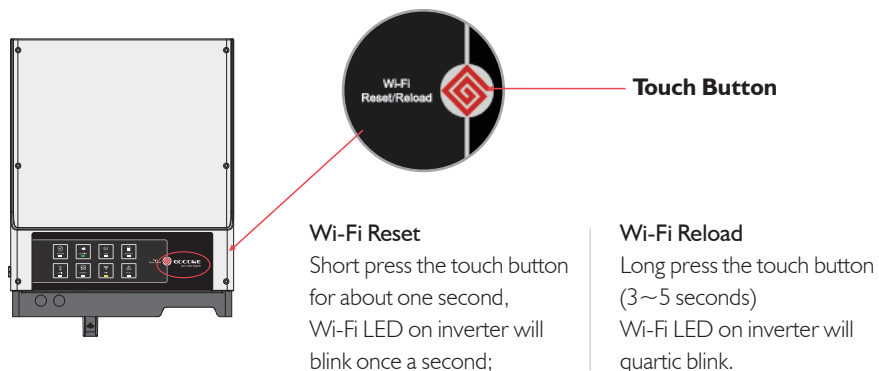 Wi-Fi
Reset/Reload
Touch Button
GOODWE
Wi-Fi Reset
Short press the touch button
for about one second,
Wi-Fi LED on inverter will
blink once a second;
Wi-Fi Reload
Long press the touch button
(3~5 seconds)
Wi-Fi LED on inverter will
quartic blink.